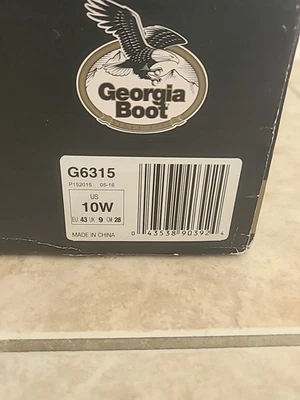 Georgia
Boot
G6315
P152015 05-16
US
10W
EU 43 UK 9 CM 28
MADE IN CHINA
0 43538 90392 4